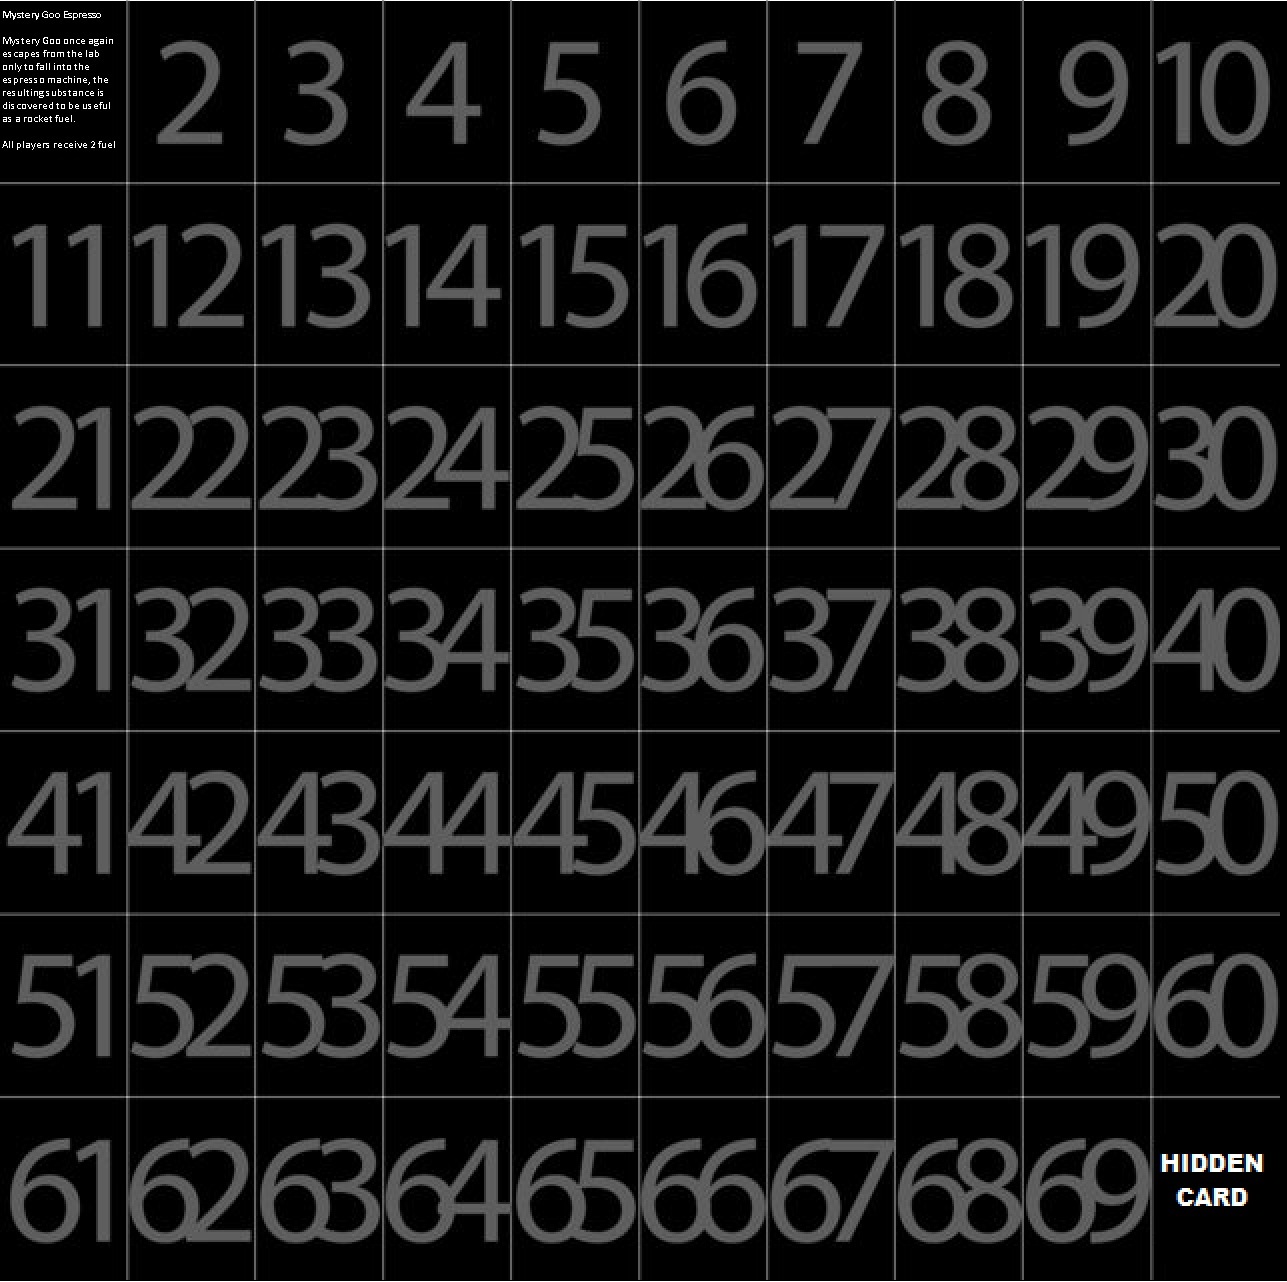 Mystery Goo Espresso
Mystery Goo once again
escapes from the lab
only to fall into the
espresso machine, the
resulting substance is
discovered to be useful
as a rocket fuel.
All players receive 2 fuel
2 3 4 5 6 7 8 9 10
11 12 13 14 15 16 17 18 19 20
21 22 23 24 25 26 27 28 29 30
31 32 33 34 35 36 37 38 39 40
41 42 43 44 45 46 47 48 49 50
51 52 53 54 55 56 57 58 59 60
61 62 63 64 65 66 67 68 69
HIDDEN
CARD